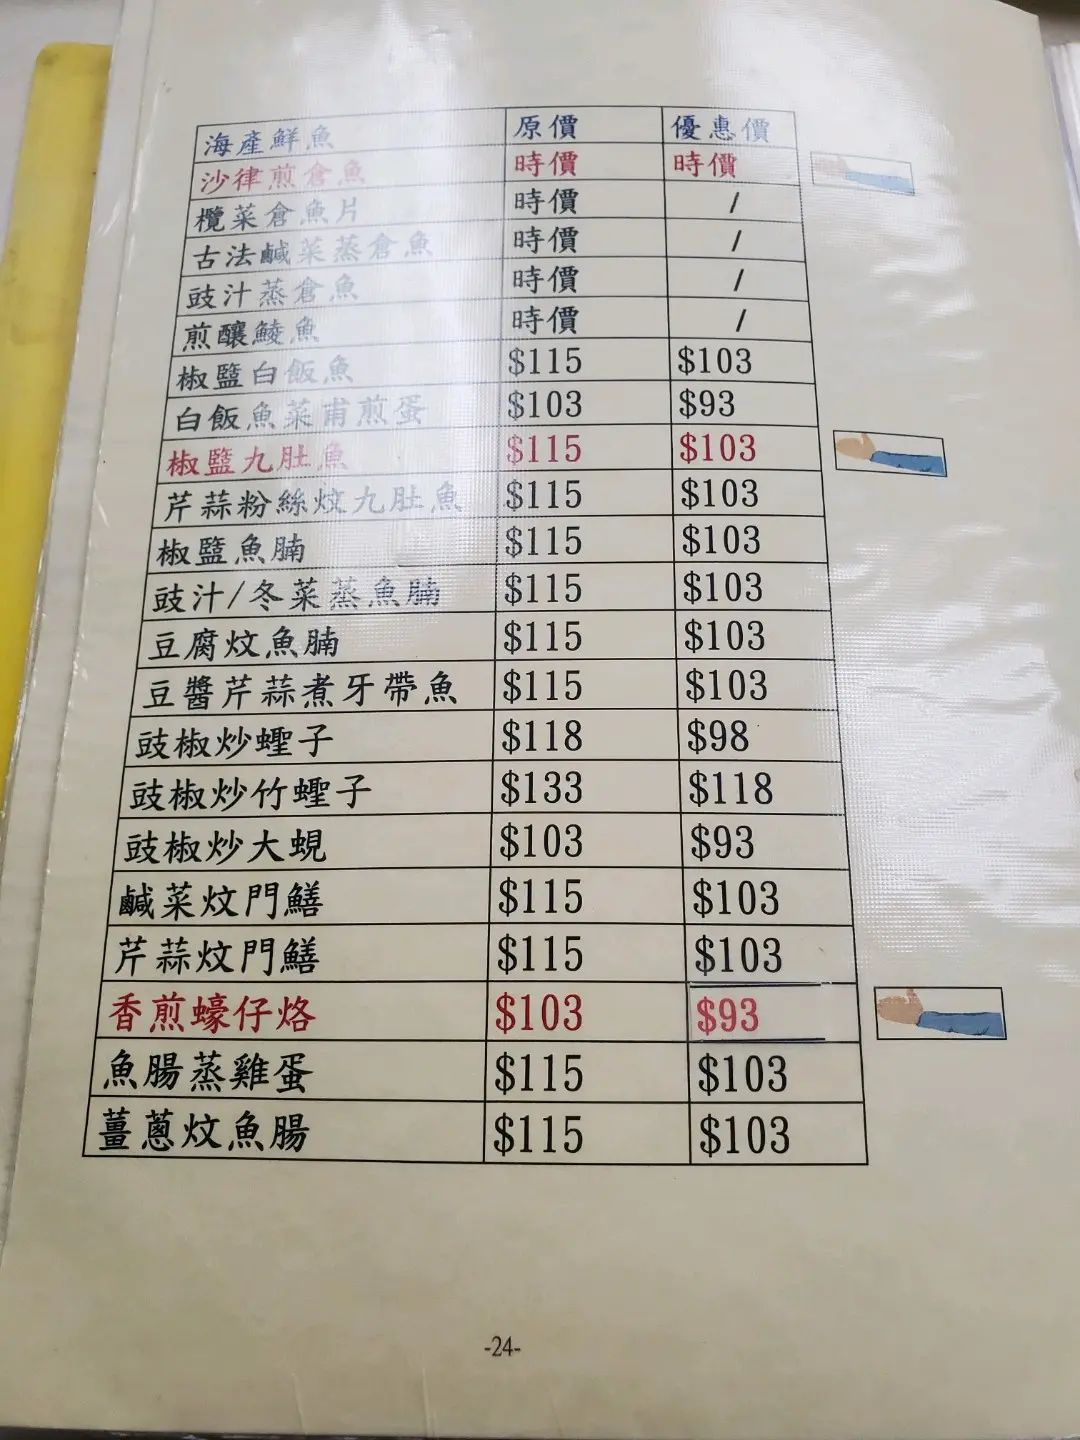 海產鮮魚 原價 優惠價
沙律煎倉魚 時價 時價
欖菜倉魚片 時價 /
古法鹹菜蒸倉魚 時價 /
豉汁蒸倉魚 時價 /
煎釀鯪魚 時價 /
椒鹽白飯魚 $115 $103
白飯魚菜甫煎蛋 $103 $93
椒鹽九肚魚 $115 $103
芹蒜粉絲炆九肚魚 $115 $103
椒鹽魚腩 $115 $103
豉汁/冬菜蒸魚腩 $115 $103
豆腐炆魚腩 $115 $103
豆醬芹蒜煮牙帶魚 $115 $103
豉椒炒蟶子 $118 $98
豉椒炒竹蟶子 $133 $118
豉椒炒大蜆 $103 $93
鹹菜炆門鱔 $115 $103
芹蒜炆門鱔 $115 $103
香煎蠔仔烙 $103 $93
魚腸蒸雞蛋 $115 $103
薑蔥炆魚腸 $115 $103
-24-